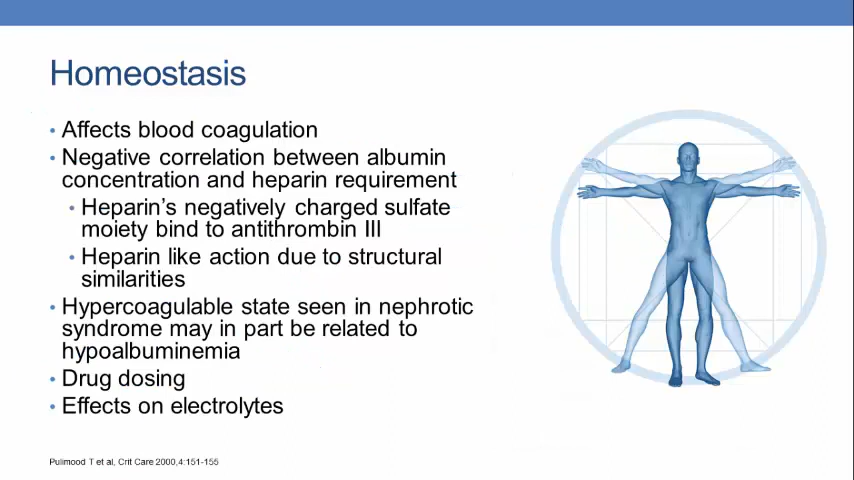 Homeostasis
• Affects blood coagulation
• Negative correlation between albumin
concentration and heparin requirement
• Heparin's negatively charged sulfate
moiety bind to antithrombin III
• Heparin like action due to structural
similarities
• Hypercoagulable state seen in nephrotic
syndrome may in part be related to
hypoalbuminemia
• Drug dosing
• Effects on electrolytes
Pulimood T et al, Crit Care 2000,4:151-155